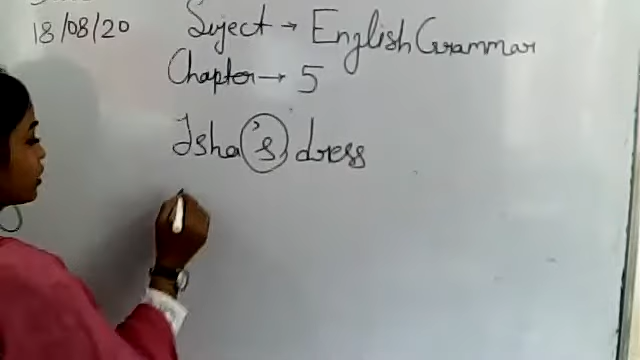 18/08/20
Suject → English Grammar
Chapter → 5
Isha's dress